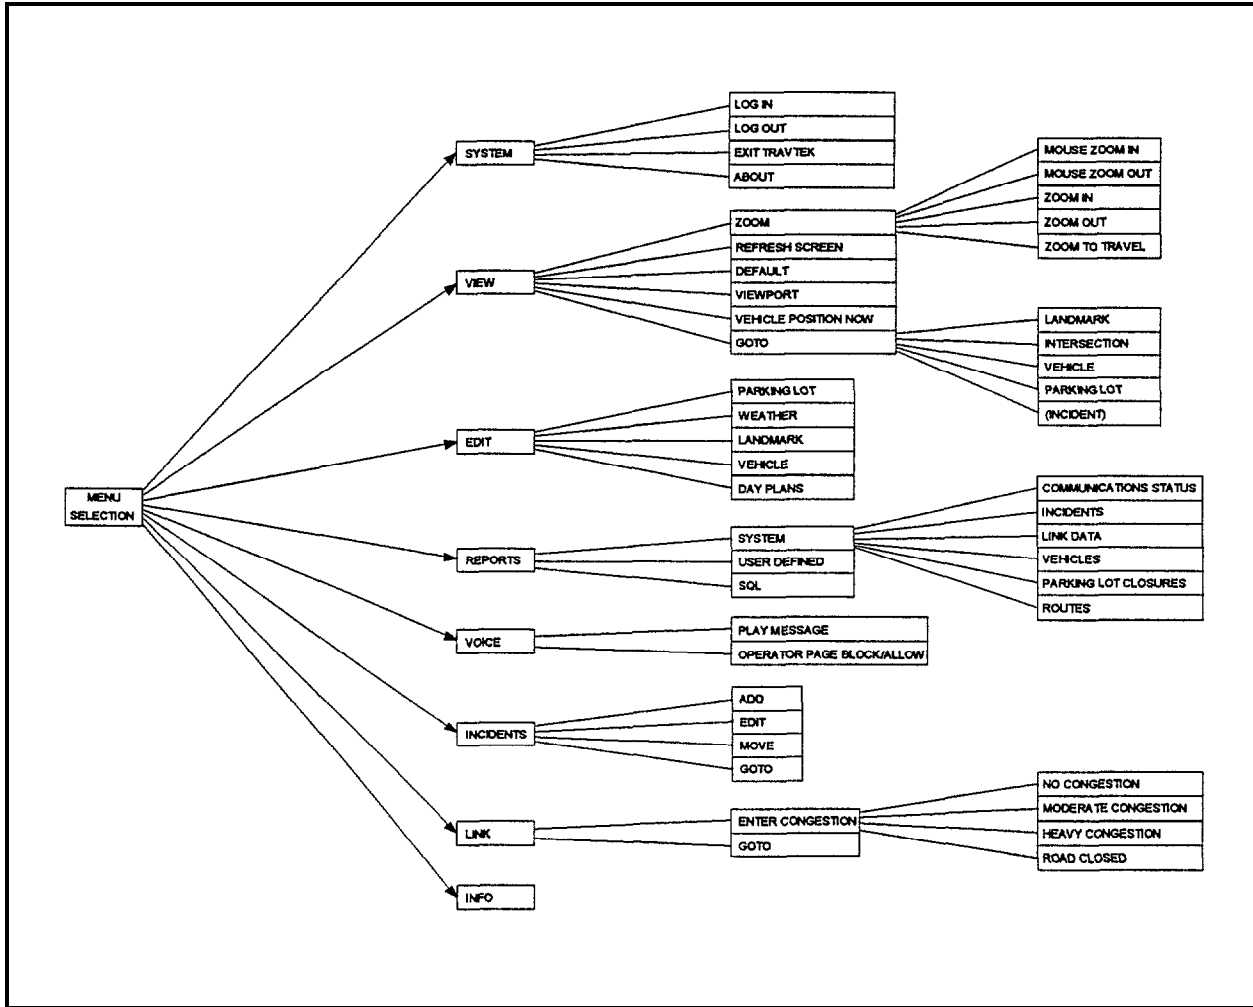 MENU
SELECTION
SYSTEM
LOG IN
LOG OUT
EXIT TRAVTEK
ABOUT
VIEW
ZOOM
REFRESH SCREEN
DEFAULT
VIEWPORT
VEHICLE POSITION NOW
GOTO
MOUSE ZOOM IN
MOUSE ZOOM OUT
ZOOM IN
ZOOM OUT
ZOOM TO TRAVEL
LANDMARK
INTERSECTION
VEHICLE
PARKING LOT
(INCIDENT)
EDIT
PARKING LOT
WEATHER
LANDMARK
VEHICLE
DAY PLANS
REPORTS
SYSTEM
USER DEFINED
SQL
COMMUNICATIONS STATUS
INCIDENTS
LINK DATA
VEHICLES
PARKING LOT CLOSURES
ROUTES
VOICE
PLAY MESSAGE
OPERATOR PAGE BLOCK/ALLOW
INCIDENTS
ADD
EDIT
MOVE
GOTO
LINK
ENTER CONGESTION
GOTO
NO CONGESTION
MODERATE CONGESTION
HEAVY CONGESTION
ROAD CLOSED
INFO